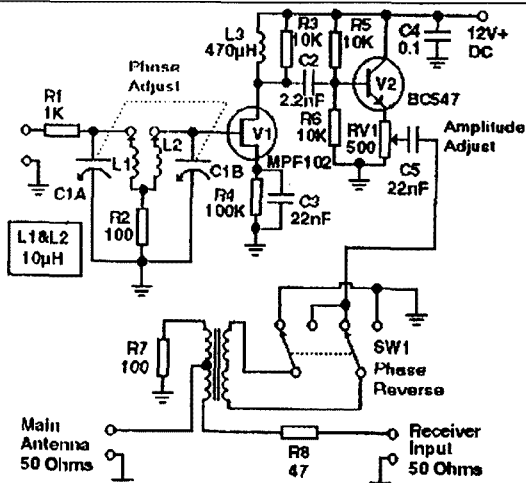 L3
470µH
R3
10K
R5
10K
C4
0.1
12V+
DC
Phase
Adjust
C2
2.2nF
V2
BC547
R1
1K
L1
L2
V1
MPF102
R6
10K
RV1
500
Amplitude
Adjust
C1A
C1B
R4
100K
C3
22nF
C5
22nF
R2
100
L1&L2
10µH
R7
100
SW1
Phase
Reverse
Main
Antenna
50 Ohms
R8
47
Receiver
Input
50 Ohms